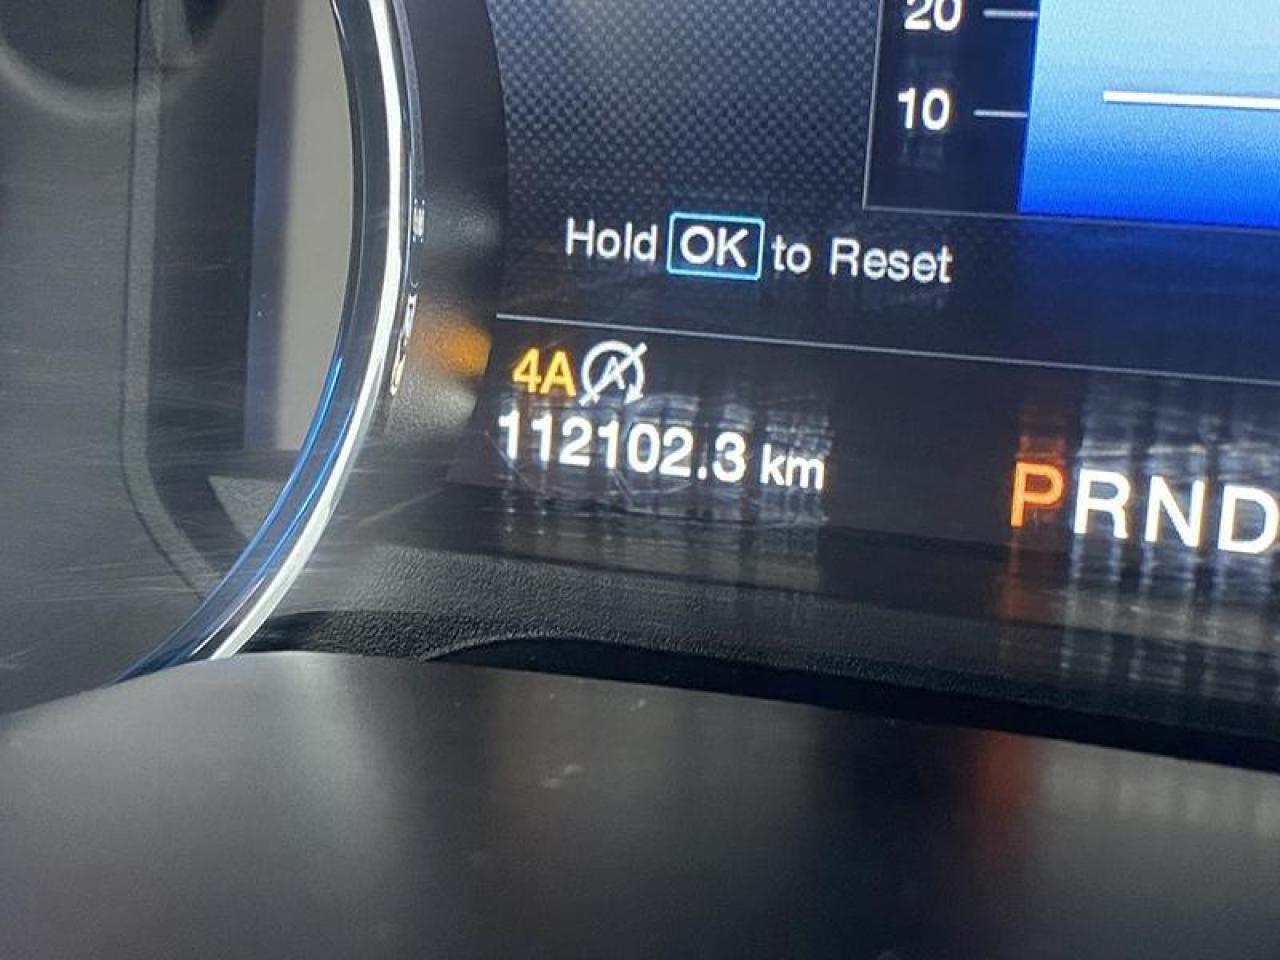 20
10
Hold OK to Reset
4A A
112102.3 km
PRND